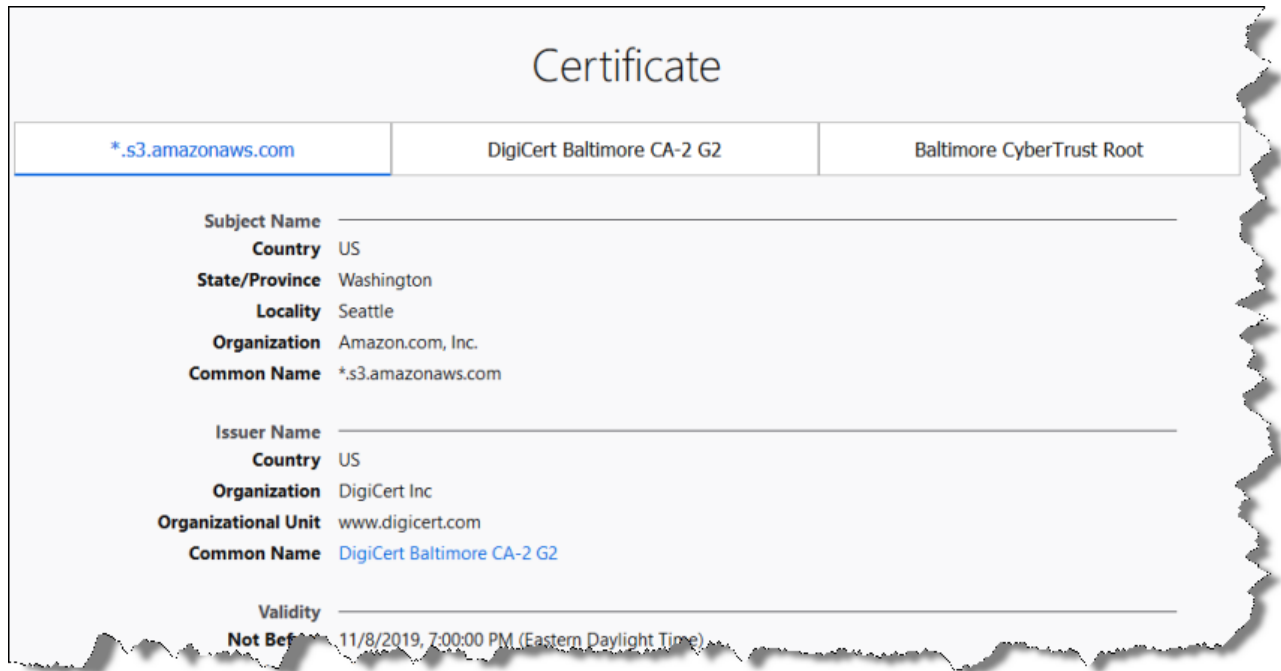 Certificate
*.s3.amazonaws.com DigiCert Baltimore CA-2 G2 Baltimore CyberTrust Root
Subject Name
Country US
State/Province Washington
Locality Seattle
Organization Amazon.com, Inc.
Common Name *.s3.amazonaws.com
Issuer Name
Country US
Organization DigiCert Inc
Organizational Unit www.digicert.com
Common Name DigiCert Baltimore CA-2 G2
Validity
Not 11/8/2019, 7:00:00 PM (Eastern Daylight Time)